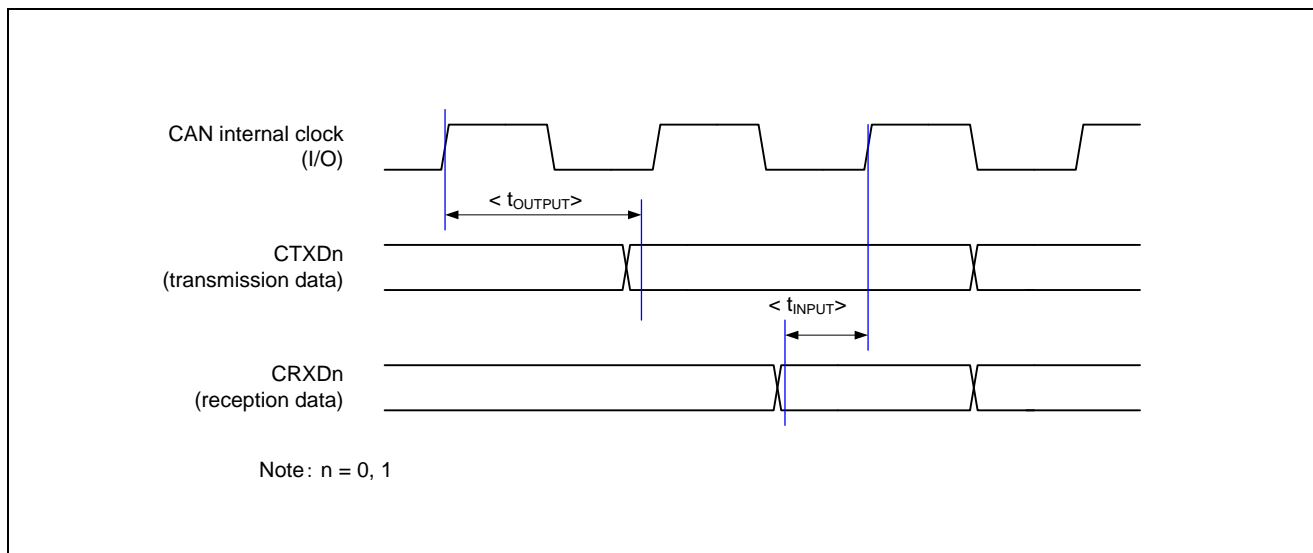 CAN internal clock
(I/O)
< tOUTPUT>
CTXDn
(transmission data)
< tINPUT>
CRXDn
(reception data)
Note: n = 0, 1